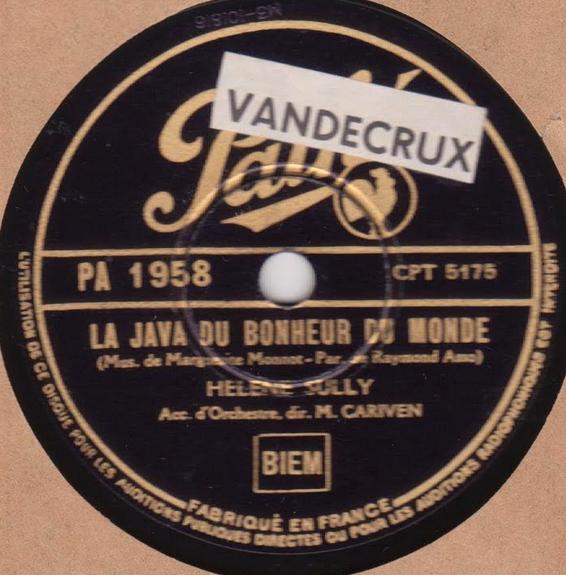 M3-101816
Pathé
VANDECRUX
PA 1958
CPT 5175
LA JAVA DU BONHEUR DU MONDE
(Mus. de Marguerite Monnot - Par. de Raymond Asso)
HELENE SULLY
Acc. d'Orchestre, dir. M. CARIVEN
BIEM
FABRIQUÉ EN FRANCE
L'UTILISATION DE CE DISQUE POUR LES AUDITIONS PUBLIQUES DIRECTES OU POUR LES AUDITIONS RADIOPHONIQUES EST INTERDITE